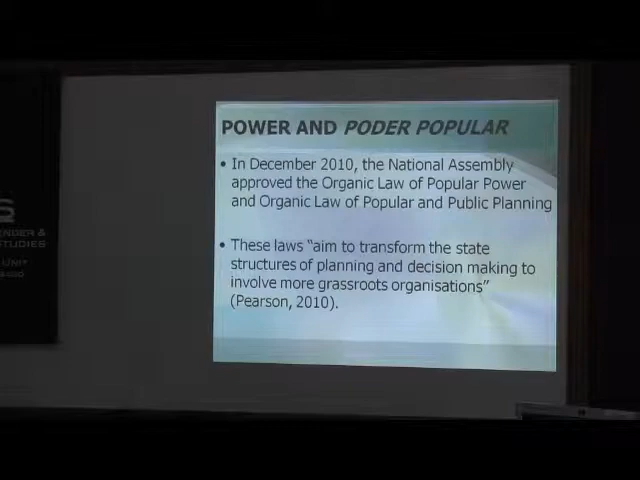 POWER AND PODER POPULAR
• In December 2010, the National Assembly
approved the Organic Law of Popular Power
and Organic Law of Popular and Public Planning
• These laws “aim to transform the state
structures of planning and decision making to
involve more grassroots organisations”
(Pearson, 2010).
S
ENDER &
STUDIES